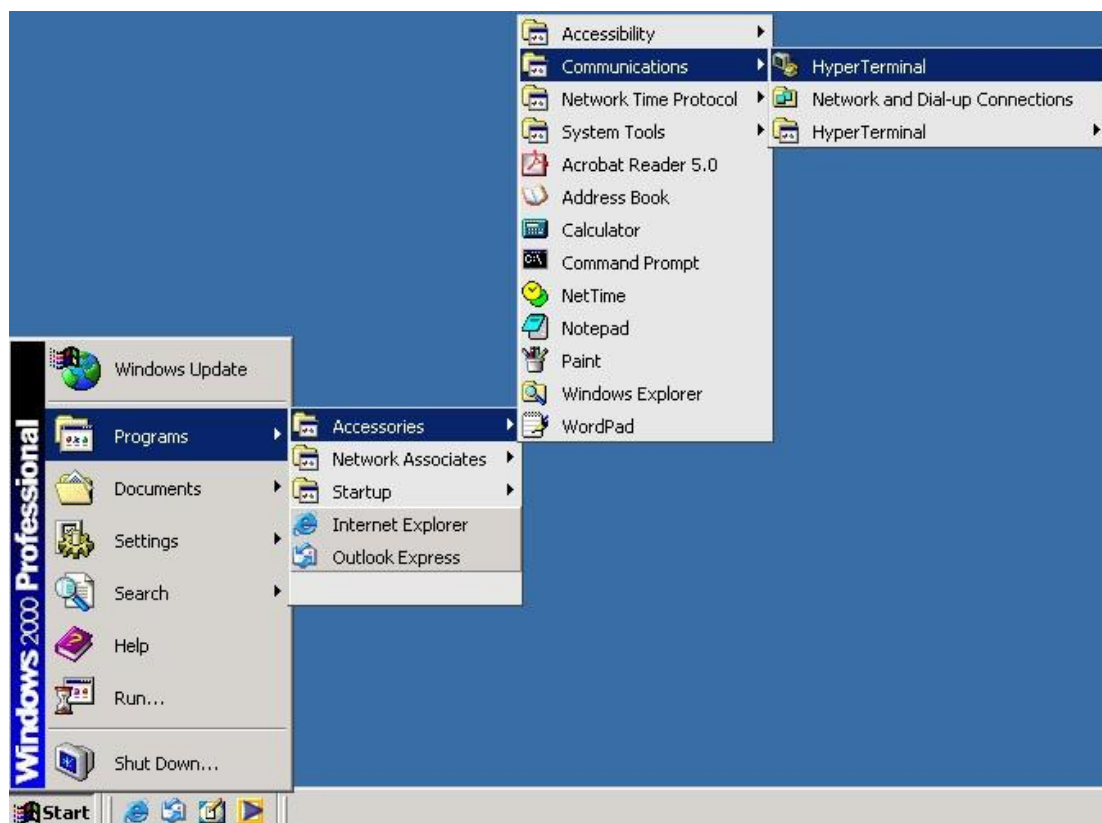 Accessibility
Communications
Network Time Protocol
System Tools
Acrobat Reader 5.0
Address Book
Calculator
Command Prompt
NetTime
Notepad
Paint
Windows Explorer
WordPad
HyperTerminal
Network and Dial-up Connections
HyperTerminal
Windows Update
Programs
Documents
Settings
Search
Help
Run...
Shut Down...
Accessories
Network Associates
Startup
Internet Explorer
Outlook Express
Windows 2000 Professional
Start